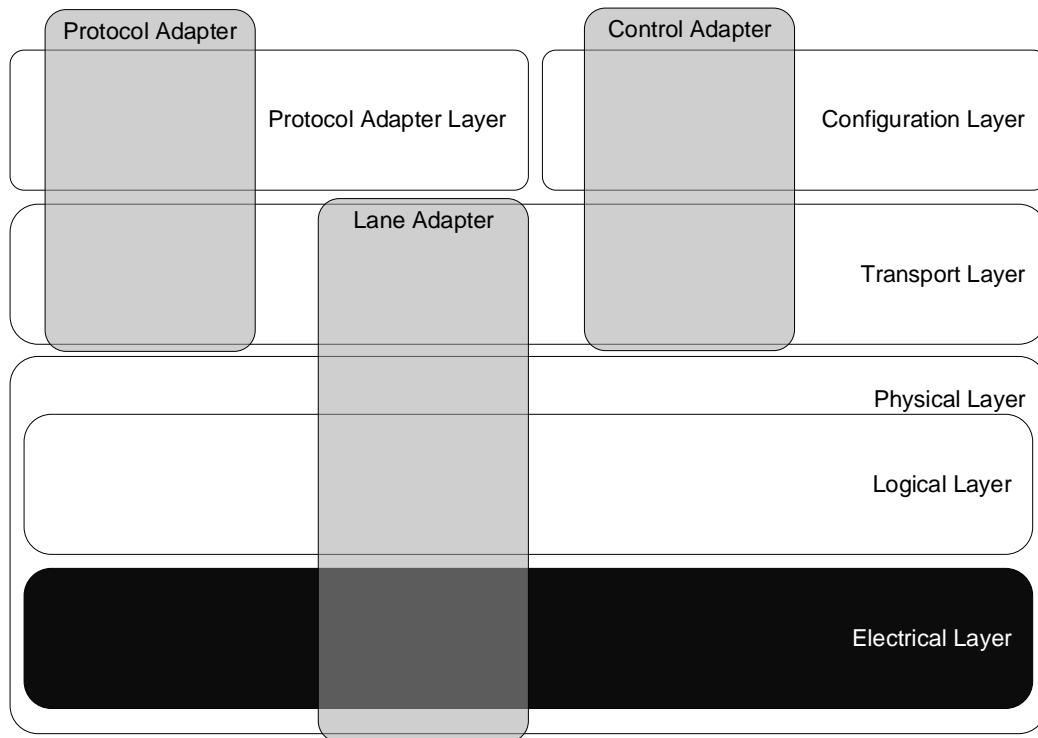 Protocol Adapter
Control Adapter
Protocol Adapter Layer
Configuration Layer
Lane Adapter
Transport Layer
Physical Layer
Logical Layer
Electrical Layer